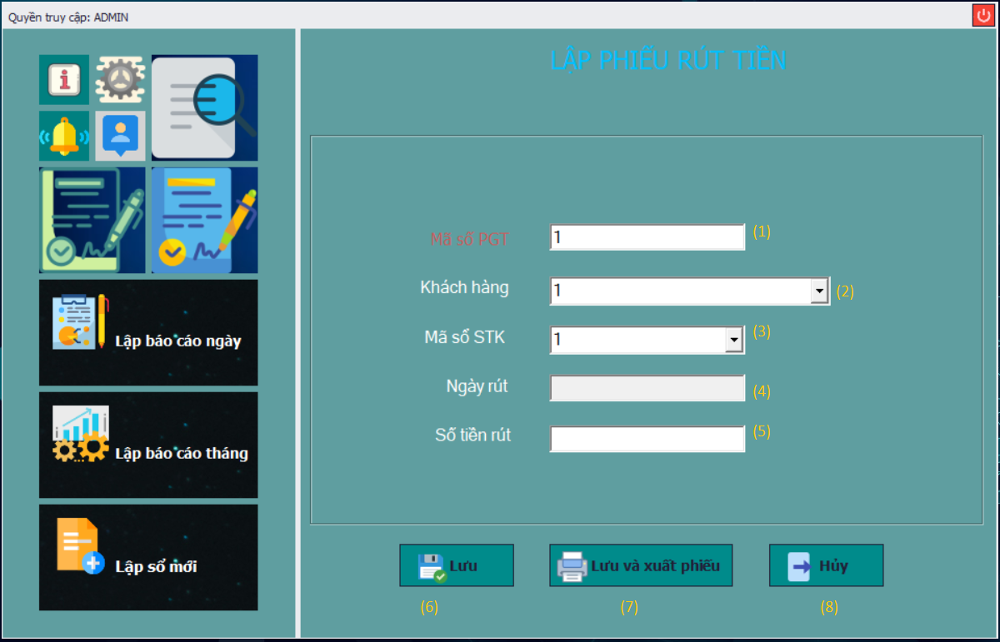 Quyền truy cập: ADMIN
LẬP PHIẾU RÚT TIỀN
Mã số PGT
1
(1)
Khách hàng
1
(2)
Mã sổ STK
1
(3)
Ngày rút
(4)
Số tiền rút
(5)
Lập báo cáo ngày
Lập báo cáo tháng
Lập sổ mới
Lưu
Lưu và xuất phiếu
Hủy
(6)
(7)
(8)